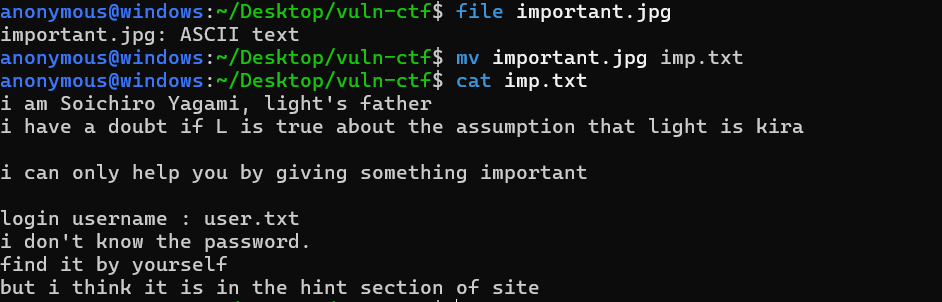 anonymous@windows:~/Desktop/vuln-ctf$ file important.jpg
important.jpg: ASCII text
anonymous@windows:~/Desktop/vuln-ctf$ mv important.jpg imp.txt
anonymous@windows:~/Desktop/vuln-ctf$ cat imp.txt
i am Soichiro Yagami, light's father
i have a doubt if L is true about the assumption that light is kira
i can only help you by giving something important
login username : user.txt
i don't know the password.
find it by yourself
but i think it is in the hint section of site